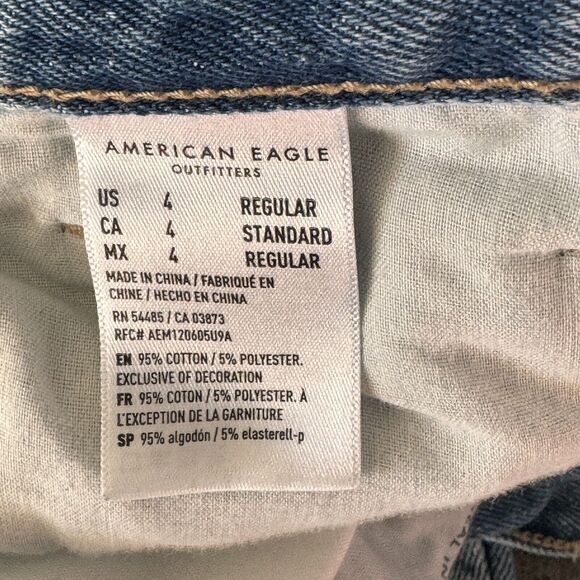 AMERICAN EAGLE
OUTFITTERS
US 4 REGULAR
CA 4 STANDARD
MX 4 REGULAR
MADE IN CHINA / FABRIQUÉ EN
CHINE / HECHO EN CHINA
RN 54485 / CA 03873
RFC# AEM120605U9A
EN 95% COTTON / 5% POLYESTER.
EXCLUSIVE OF DECORATION
FR 95% COTON / 5% POLYESTER. À
L'EXCEPTION DE LA GARNITURE
SP 95% algodón / 5% elasterell-p